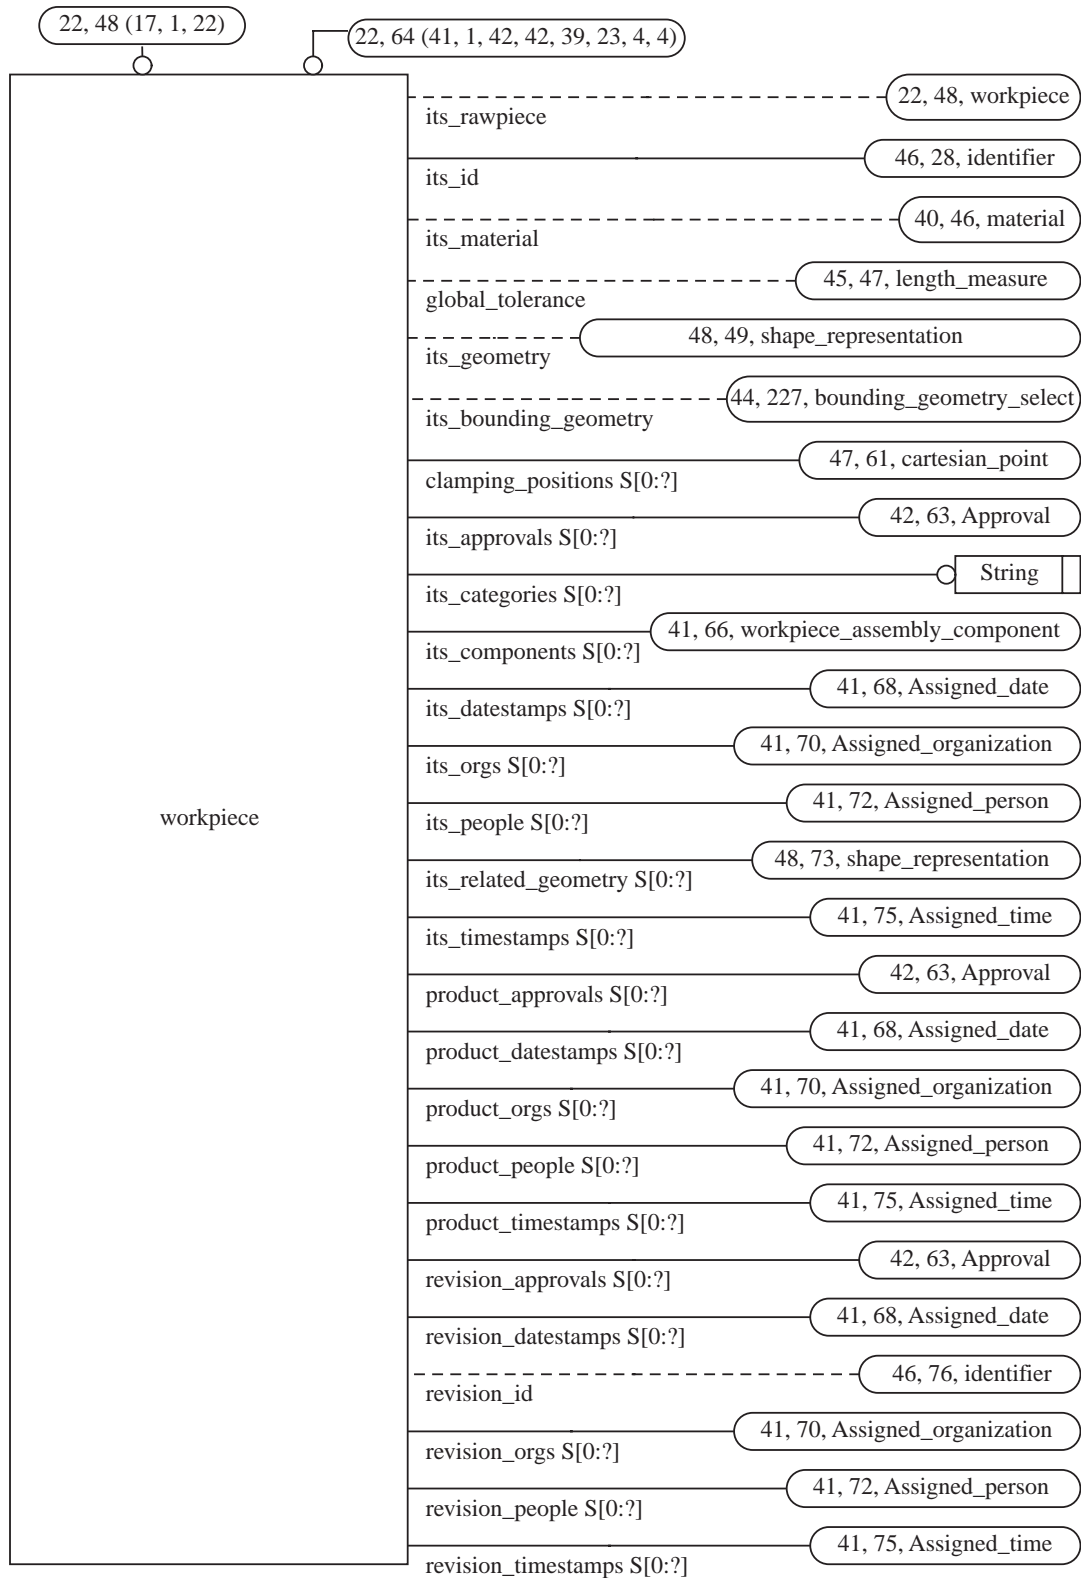 22, 48 (17, 1, 22)
22, 64 (41, 1, 42, 42, 39, 23, 4, 4)
22, 48, workpiece
its_rawpiece
46, 28, identifier
its_id
40, 46, material
its_material
45, 47, length_measure
global_tolerance
48, 49, shape_representation
its_geometry
44, 227, bounding_geometry_select
its_bounding_geometry
47, 61, cartesian_point
clamping_positions S[0:?]
42, 63, Approval
its_approvals S[0:?]
String
its_categories S[0:?]
41, 66, workpiece_assembly_component
its_components S[0:?]
41, 68, Assigned_date
its_datestamps S[0:?]
41, 70, Assigned_organization
its_orgs S[0:?]
41, 72, Assigned_person
workpiece
its_people S[0:?]
48, 73, shape_representation
its_related_geometry S[0:?]
41, 75, Assigned_time
its_timestamps S[0:?]
42, 63, Approval
product_approvals S[0:?]
41, 68, Assigned_date
product_datestamps S[0:?]
41, 70, Assigned_organization
product_orgs S[0:?]
41, 72, Assigned_person
product_people S[0:?]
41, 75, Assigned_time
product_timestamps S[0:?]
42, 63, Approval
revision_approvals S[0:?]
41, 68, Assigned_date
revision_datestamps S[0:?]
46, 76, identifier
revision_id
41, 70, Assigned_organization
revision_orgs S[0:?]
41, 72, Assigned_person
revision_people S[0:?]
41, 75, Assigned_time
revision_timestamps S[0:?]